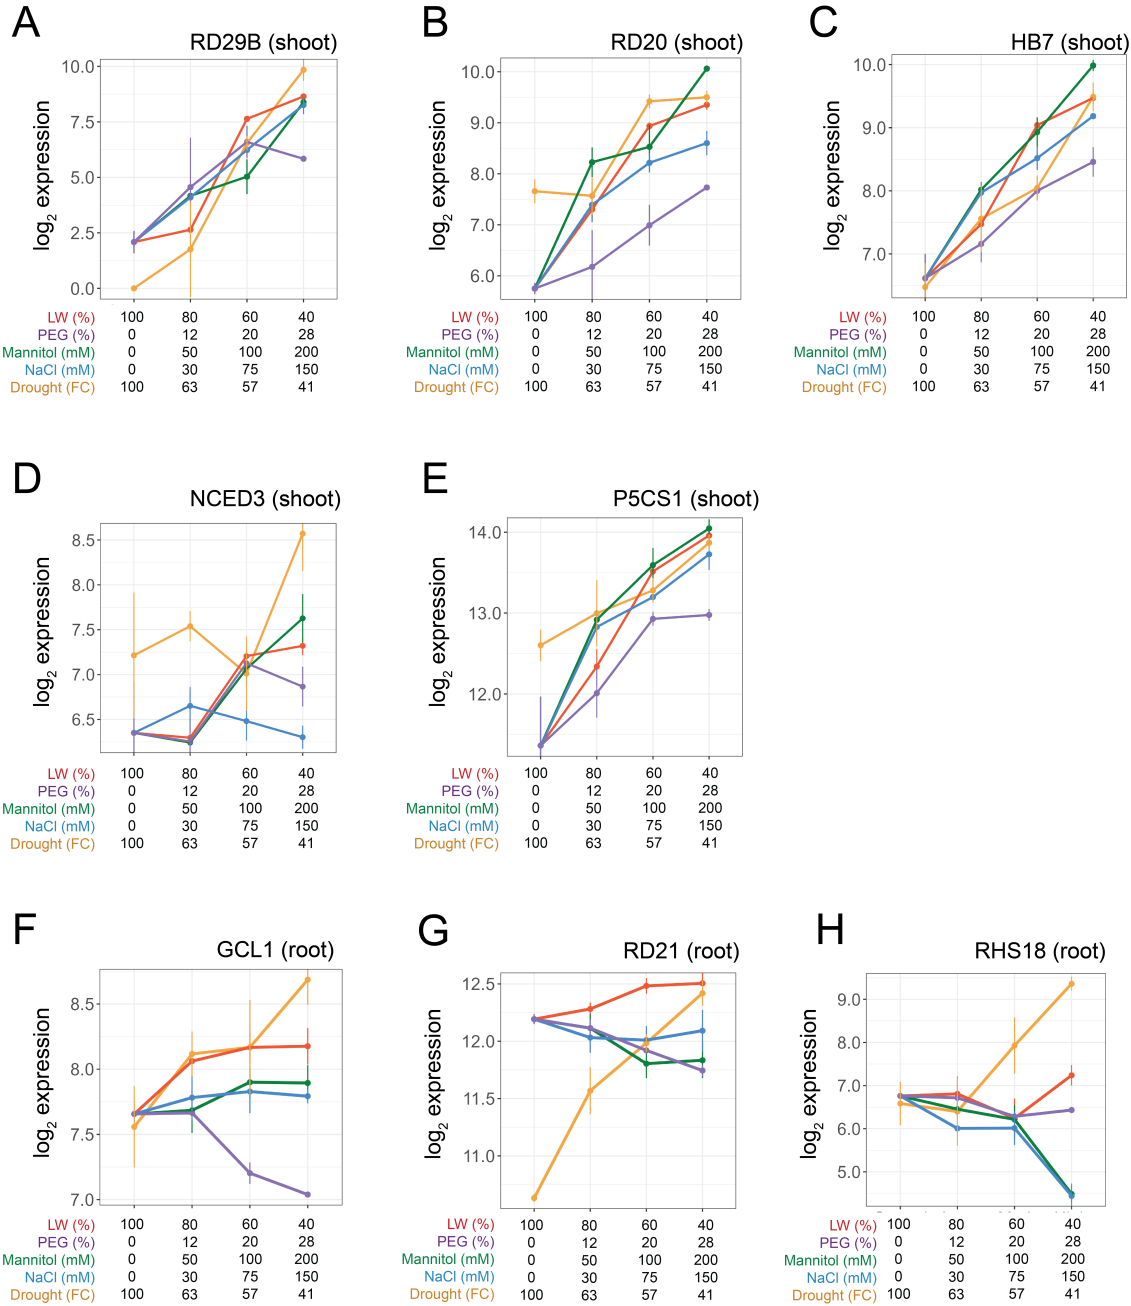 A
RD29B (shoot)
log2 expression
10.0
7.5
5.0
2.5
0.0
LW (%) 100 80 60 40
PEG (%) 0 12 20 28
Mannitol (mM) 0 50 100 200
NaCl (mM) 0 30 75 150
Drought (FC) 100 63 57 41
B
RD20 (shoot)
log2 expression
10.0
9.0
8.0
7.0
6.0
LW (%) 100 80 60 40
PEG (%) 0 12 20 28
Mannitol (mM) 0 50 100 200
NaCl (mM) 0 30 75 150
Drought (FC) 100 63 57 41
C
HB7 (shoot)
log2 expression
10.0
9.0
8.0
7.0
LW (%) 100 80 60 40
PEG (%) 0 12 20 28
Mannitol (mM) 0 50 100 200
NaCl (mM) 0 30 75 150
Drought (FC) 100 63 57 41
D
NCED3 (shoot)
log2 expression
8.5
8.0
7.5
7.0
6.5
LW (%) 100 80 60 40
PEG (%) 0 12 20 28
Mannitol (mM) 0 50 100 200
NaCl (mM) 0 30 75 150
Drought (FC) 100 63 57 41
E
P5CS1 (shoot)
log2 expression
14.0
13.0
12.0
LW (%) 100 80 60 40
PEG (%) 0 12 20 28
Mannitol (mM) 0 50 100 200
NaCl (mM) 0 30 75 150
Drought (FC) 100 63 57 41
F
GCL1 (root)
log2 expression
8.5
8.0
7.5
7.0
LW (%) 100 80 60 40
PEG (%) 0 12 20 28
Mannitol (mM) 0 50 100 200
NaCl (mM) 0 30 75 150
Drought (FC) 100 63 57 41
G
RD21 (root)
log2 expression
12.5
12.0
11.5
11.0
LW (%) 100 80 60 40
PEG (%) 0 12 20 28
Mannitol (mM) 0 50 100 200
NaCl (mM) 0 30 75 150
Drought (FC) 100 63 57 41
H
RHS18 (root)
log2 expression
9.0
8.0
7.0
6.0
5.0
LW (%) 100 80 60 40
PEG (%) 0 12 20 28
Mannitol (mM) 0 50 100 200
NaCl (mM) 0 30 75 150
Drought (FC) 100 63 57 41